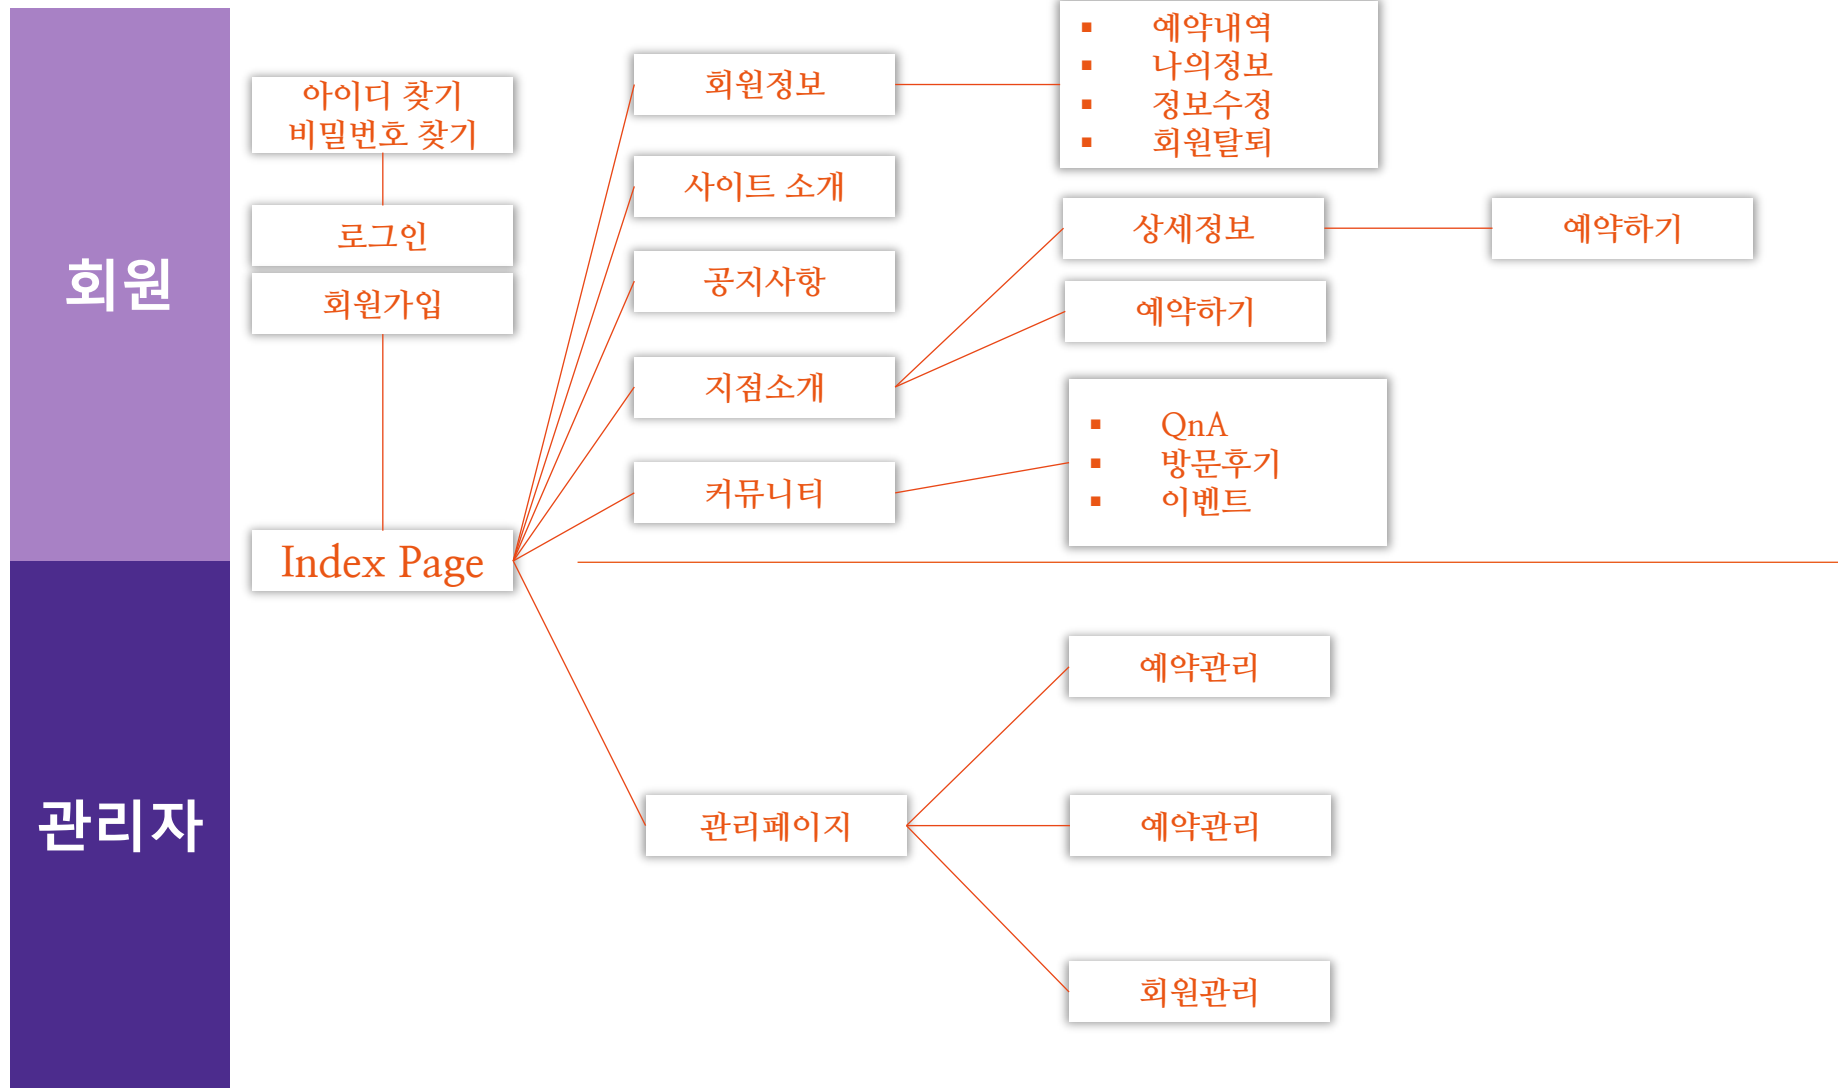 회원
아이디 찾기
비밀번호 찾기
로그인
회원가입
Index Page
회원정보
▪ 예약내역
▪ 나의정보
▪ 정보수정
▪ 회원탈퇴
사이트 소개
공지사항
지점소개
상세정보
예약하기
예약하기
커뮤니티
▪ QnA
▪ 방문후기
▪ 이벤트
관리자
관리페이지
예약관리
예약관리
회원관리